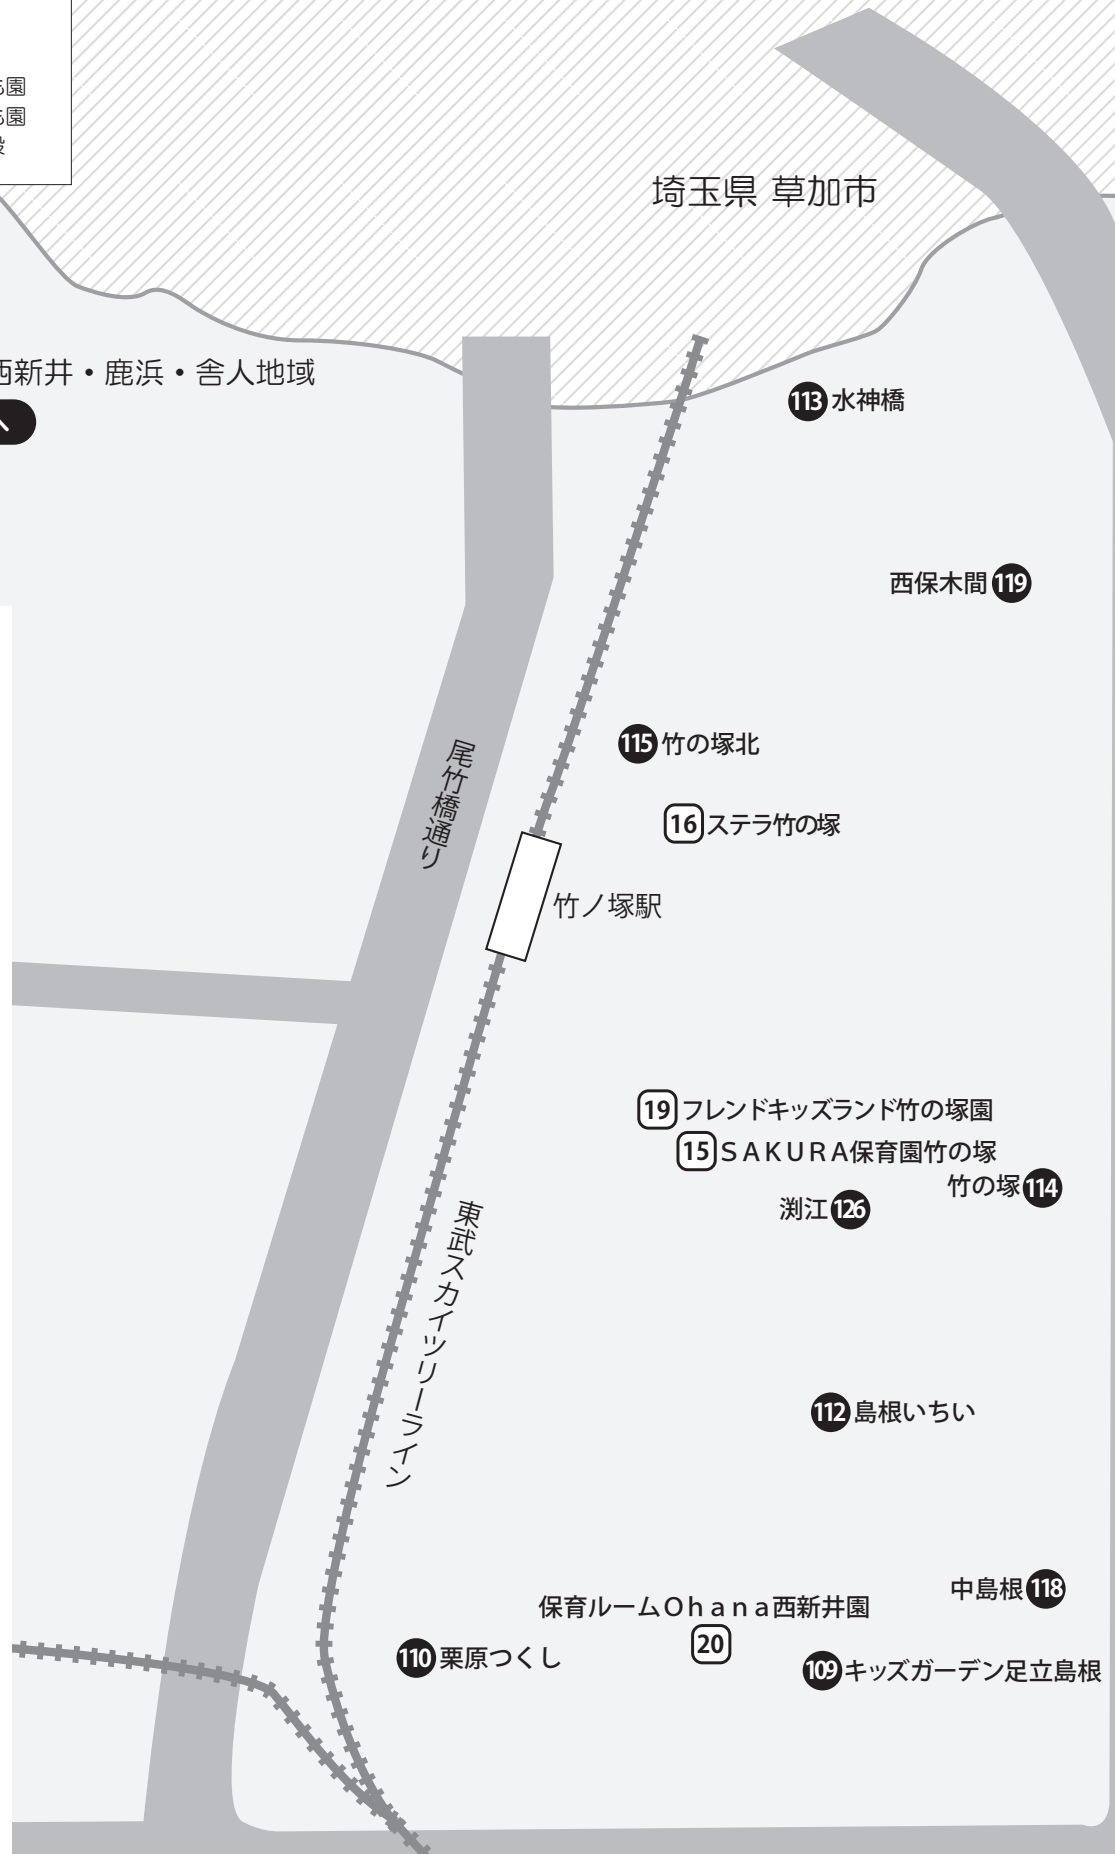 園
園
埼玉県 草加市
西新井・鹿浜・舎人地域
へ
113 水神橋
西保木間 119
115 竹の塚北
尾竹橋通り
16 ステラ竹の塚
竹ノ塚駅
19 フレンドキッズランド竹の塚園
15 SAKURA保育園竹の塚
竹の塚 114
渕江 126
東武スカイツリーライン
112 島根いちい
中島根 118
保育ルームOhana西新井園
20
110 栗原つくし
109 キッズガーデン足立島根